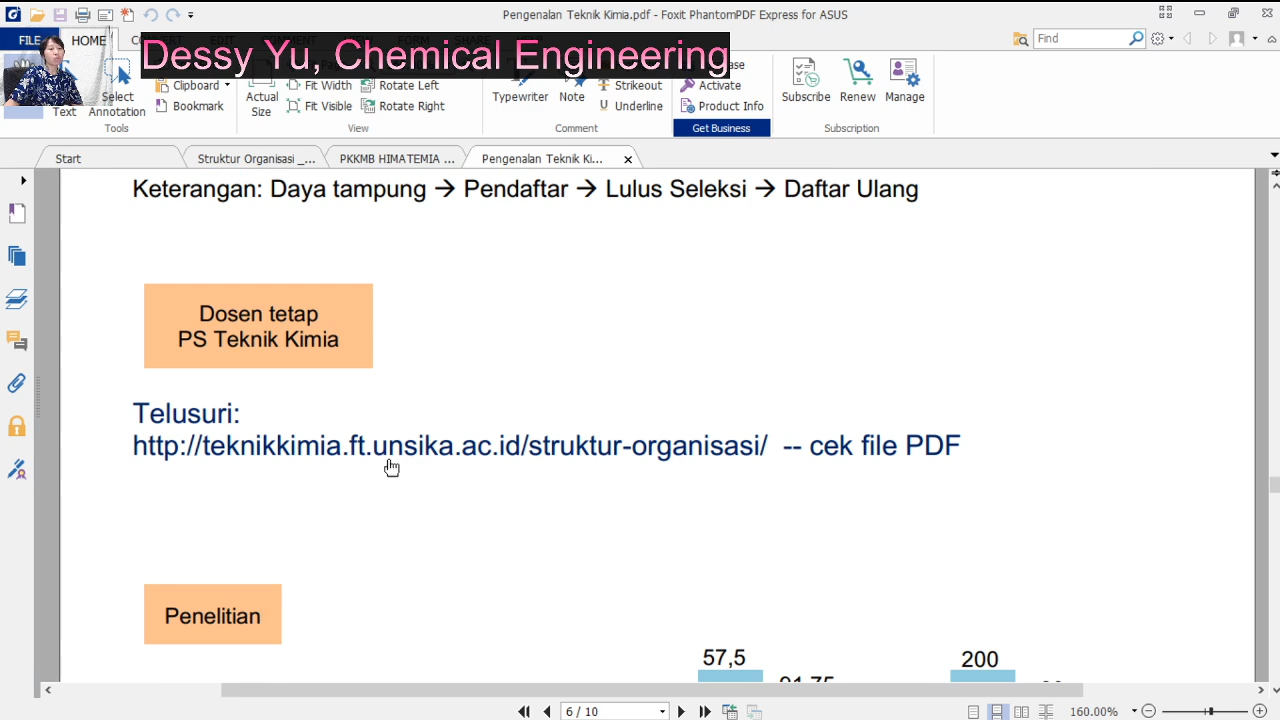 Pengenalan Teknik Kimia.pdf - Foxit PhantomPDF Express for ASUS
FILE
HOME
Find
Dessy Yu, Chemical Engineering
Text
Select
Annotation
Clipboard
Bookmark
Tools
Actual
Size
Fit Width
Fit Visible
Rotate Left
Rotate Right
View
Typewriter
Note
Strikeout
Underline
Comment
Activate
Product Info
Get Business
Subscribe
Renew
Manage
Subscription
Start
Struktur Organisasi _...
PKKMB HIMATEMIA ...
Pengenalan Teknik Ki...
Keterangan: Daya tampung → Pendaftar → Lulus Seleksi → Daftar Ulang
Dosen tetap
PS Teknik Kimia
Telusuri:
http://teknikkimia.ft.unsika.ac.id/struktur-organisasi/ -- cek file PDF
Penelitian
57,5
200
6 / 10
160.00%